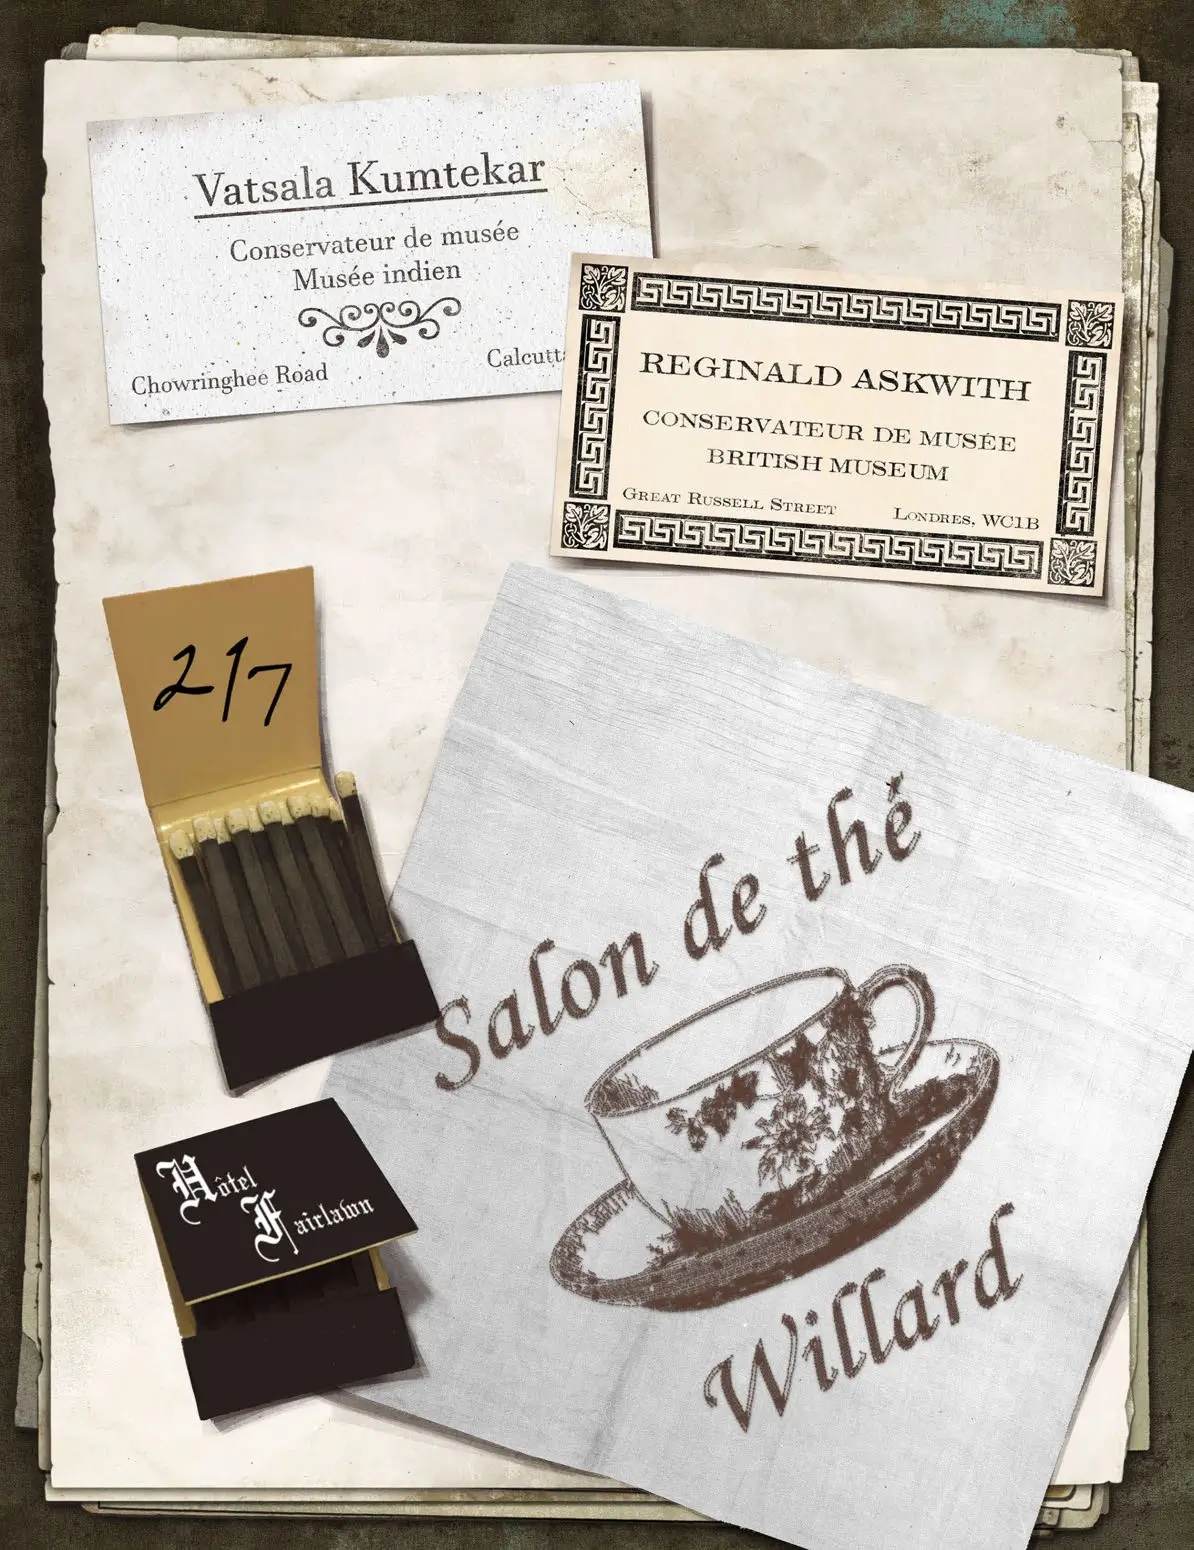 Vatsala Kumtekar
Conservateur de musée
Musée indien
Chowringhee Road
Calcutta
REGINALD ASKWITH
CONSERVATEUR DE MUSÉE
BRITISH MUSEUM
GREAT RUSSELL STREET
LONDRES, WC1B
217
Salon de thé
Willard
Hôtel
Fairlawn